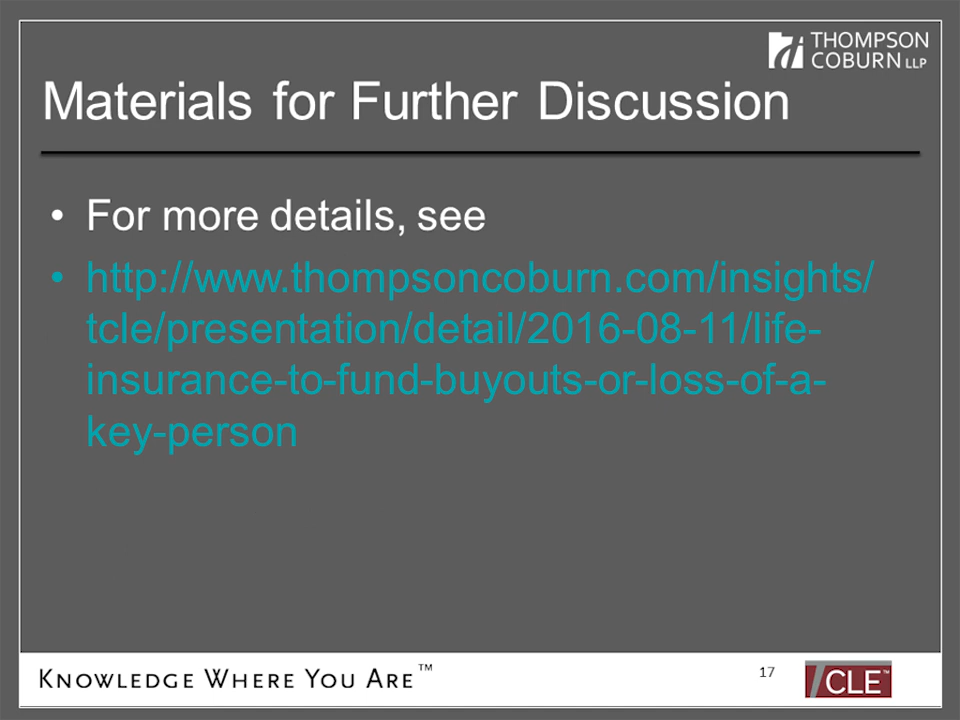 THOMPSON
COBURN LLP
Materials for Further Discussion
• For more details, see
• http://www.thompsoncoburn.com/insights/
tcle/presentation/detail/2016-08-11/life-
insurance-to-fund-buyouts-or-loss-of-a-
key-person
KNOWLEDGE WHERE YOU ARE™
17
TCLE™